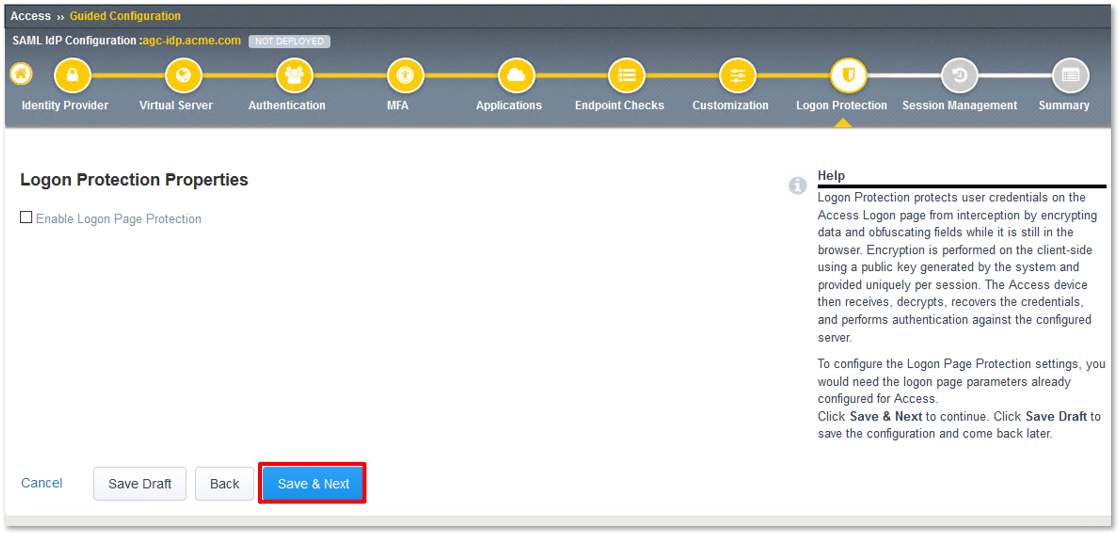 Access ›› Guided Configuration
SAML IdP Configuration :agc-idp.acme.com NOT DEPLOYED
Identity Provider Virtual Server Authentication MFA Applications Endpoint Checks Customization Logon Protection Session Management Summary
Logon Protection Properties
Enable Logon Page Protection
Help
Logon Protection protects user credentials on the
Access Logon page from interception by encrypting
data and obfuscating fields while it is still in the
browser. Encryption is performed on the client-side
using a public key generated by the system and
provided uniquely per session. The Access device
then receives, decrypts, recovers the credentials,
and performs authentication against the configured
server.
To configure the Logon Page Protection settings, you
would need the logon page parameters already
configured for Access.
Click Save & Next to continue. Click Save Draft to
save the configuration and come back later.
Cancel Save Draft Back Save & Next